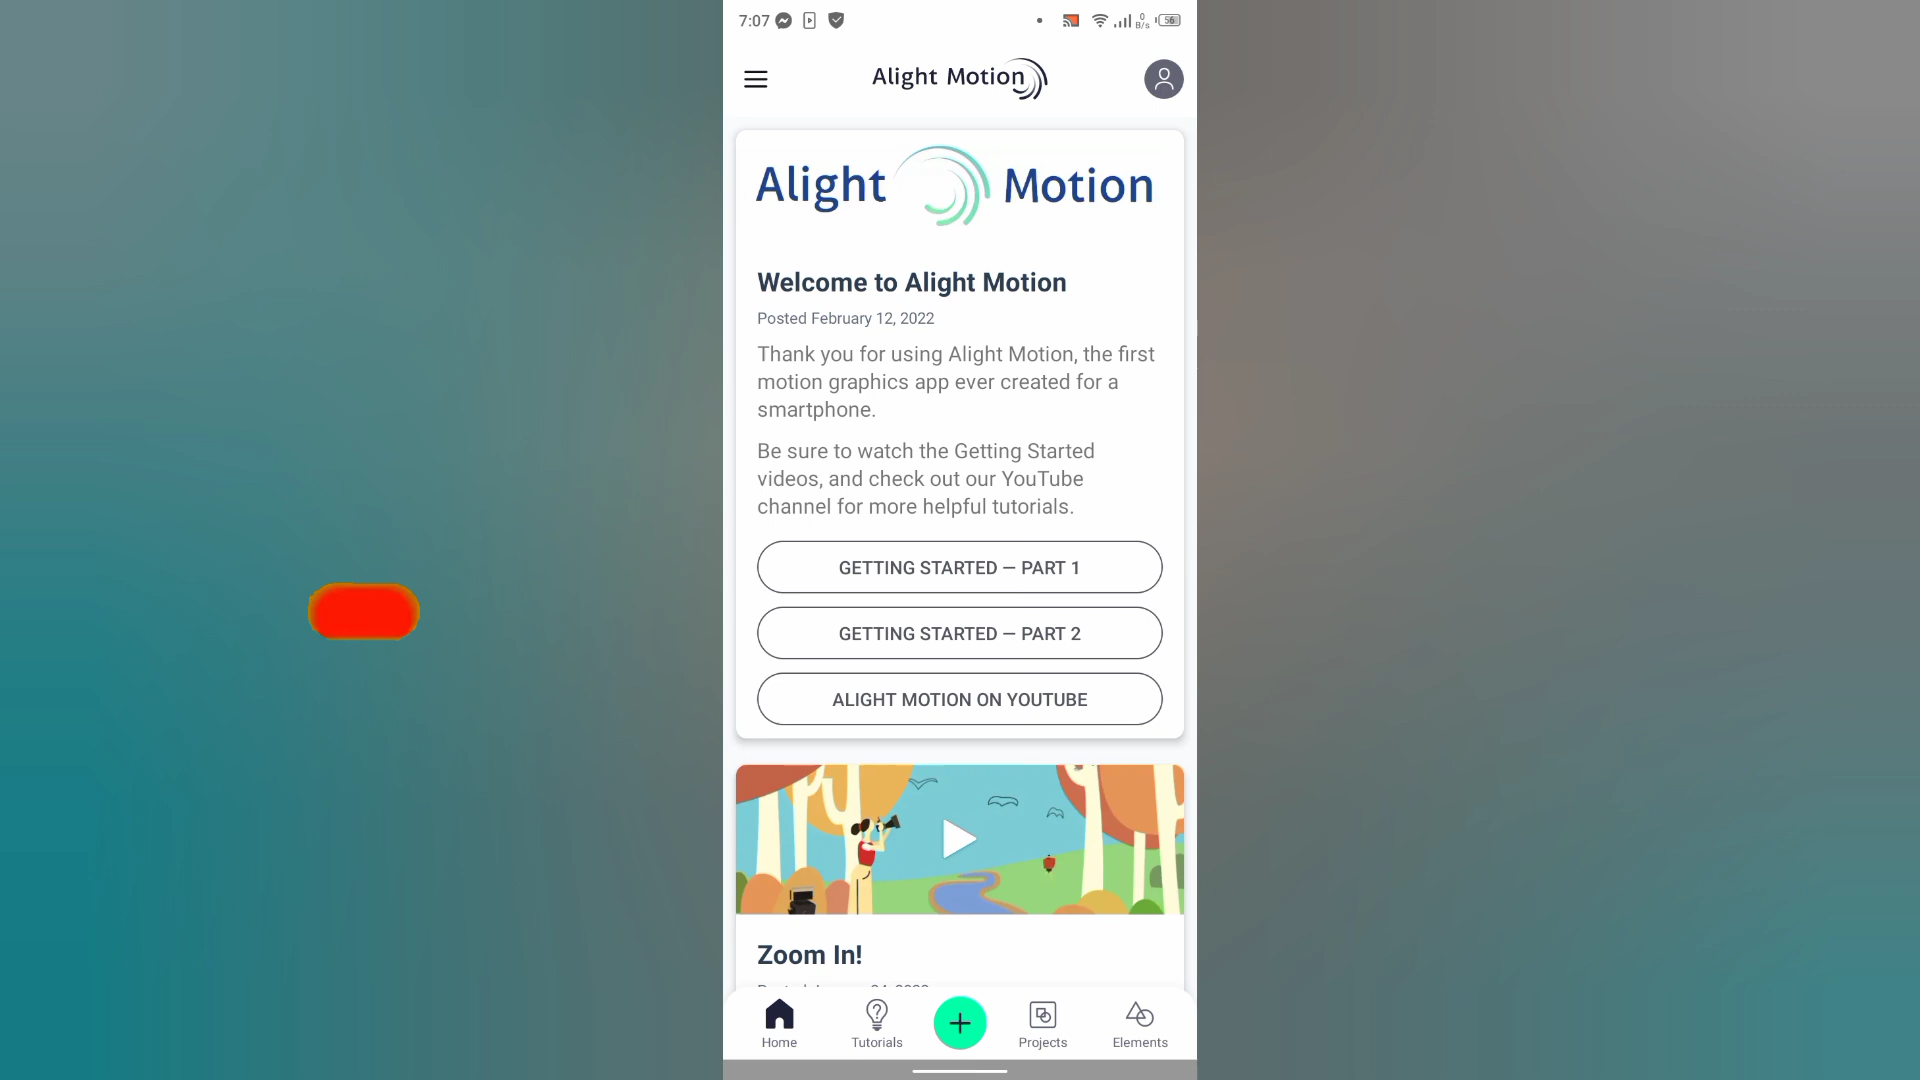 7:07
0
B/s
56
Alight Motion
Alight Motion
Welcome to Alight Motion
Posted February 12, 2022
Thank you for using Alight Motion, the first
motion graphics app ever created for a
smartphone.
Be sure to watch the Getting Started
videos, and check out our YouTube
channel for more helpful tutorials.
GETTING STARTED — PART 1
GETTING STARTED — PART 2
ALIGHT MOTION ON YOUTUBE
Zoom In!
Home
Tutorials
Projects
Elements